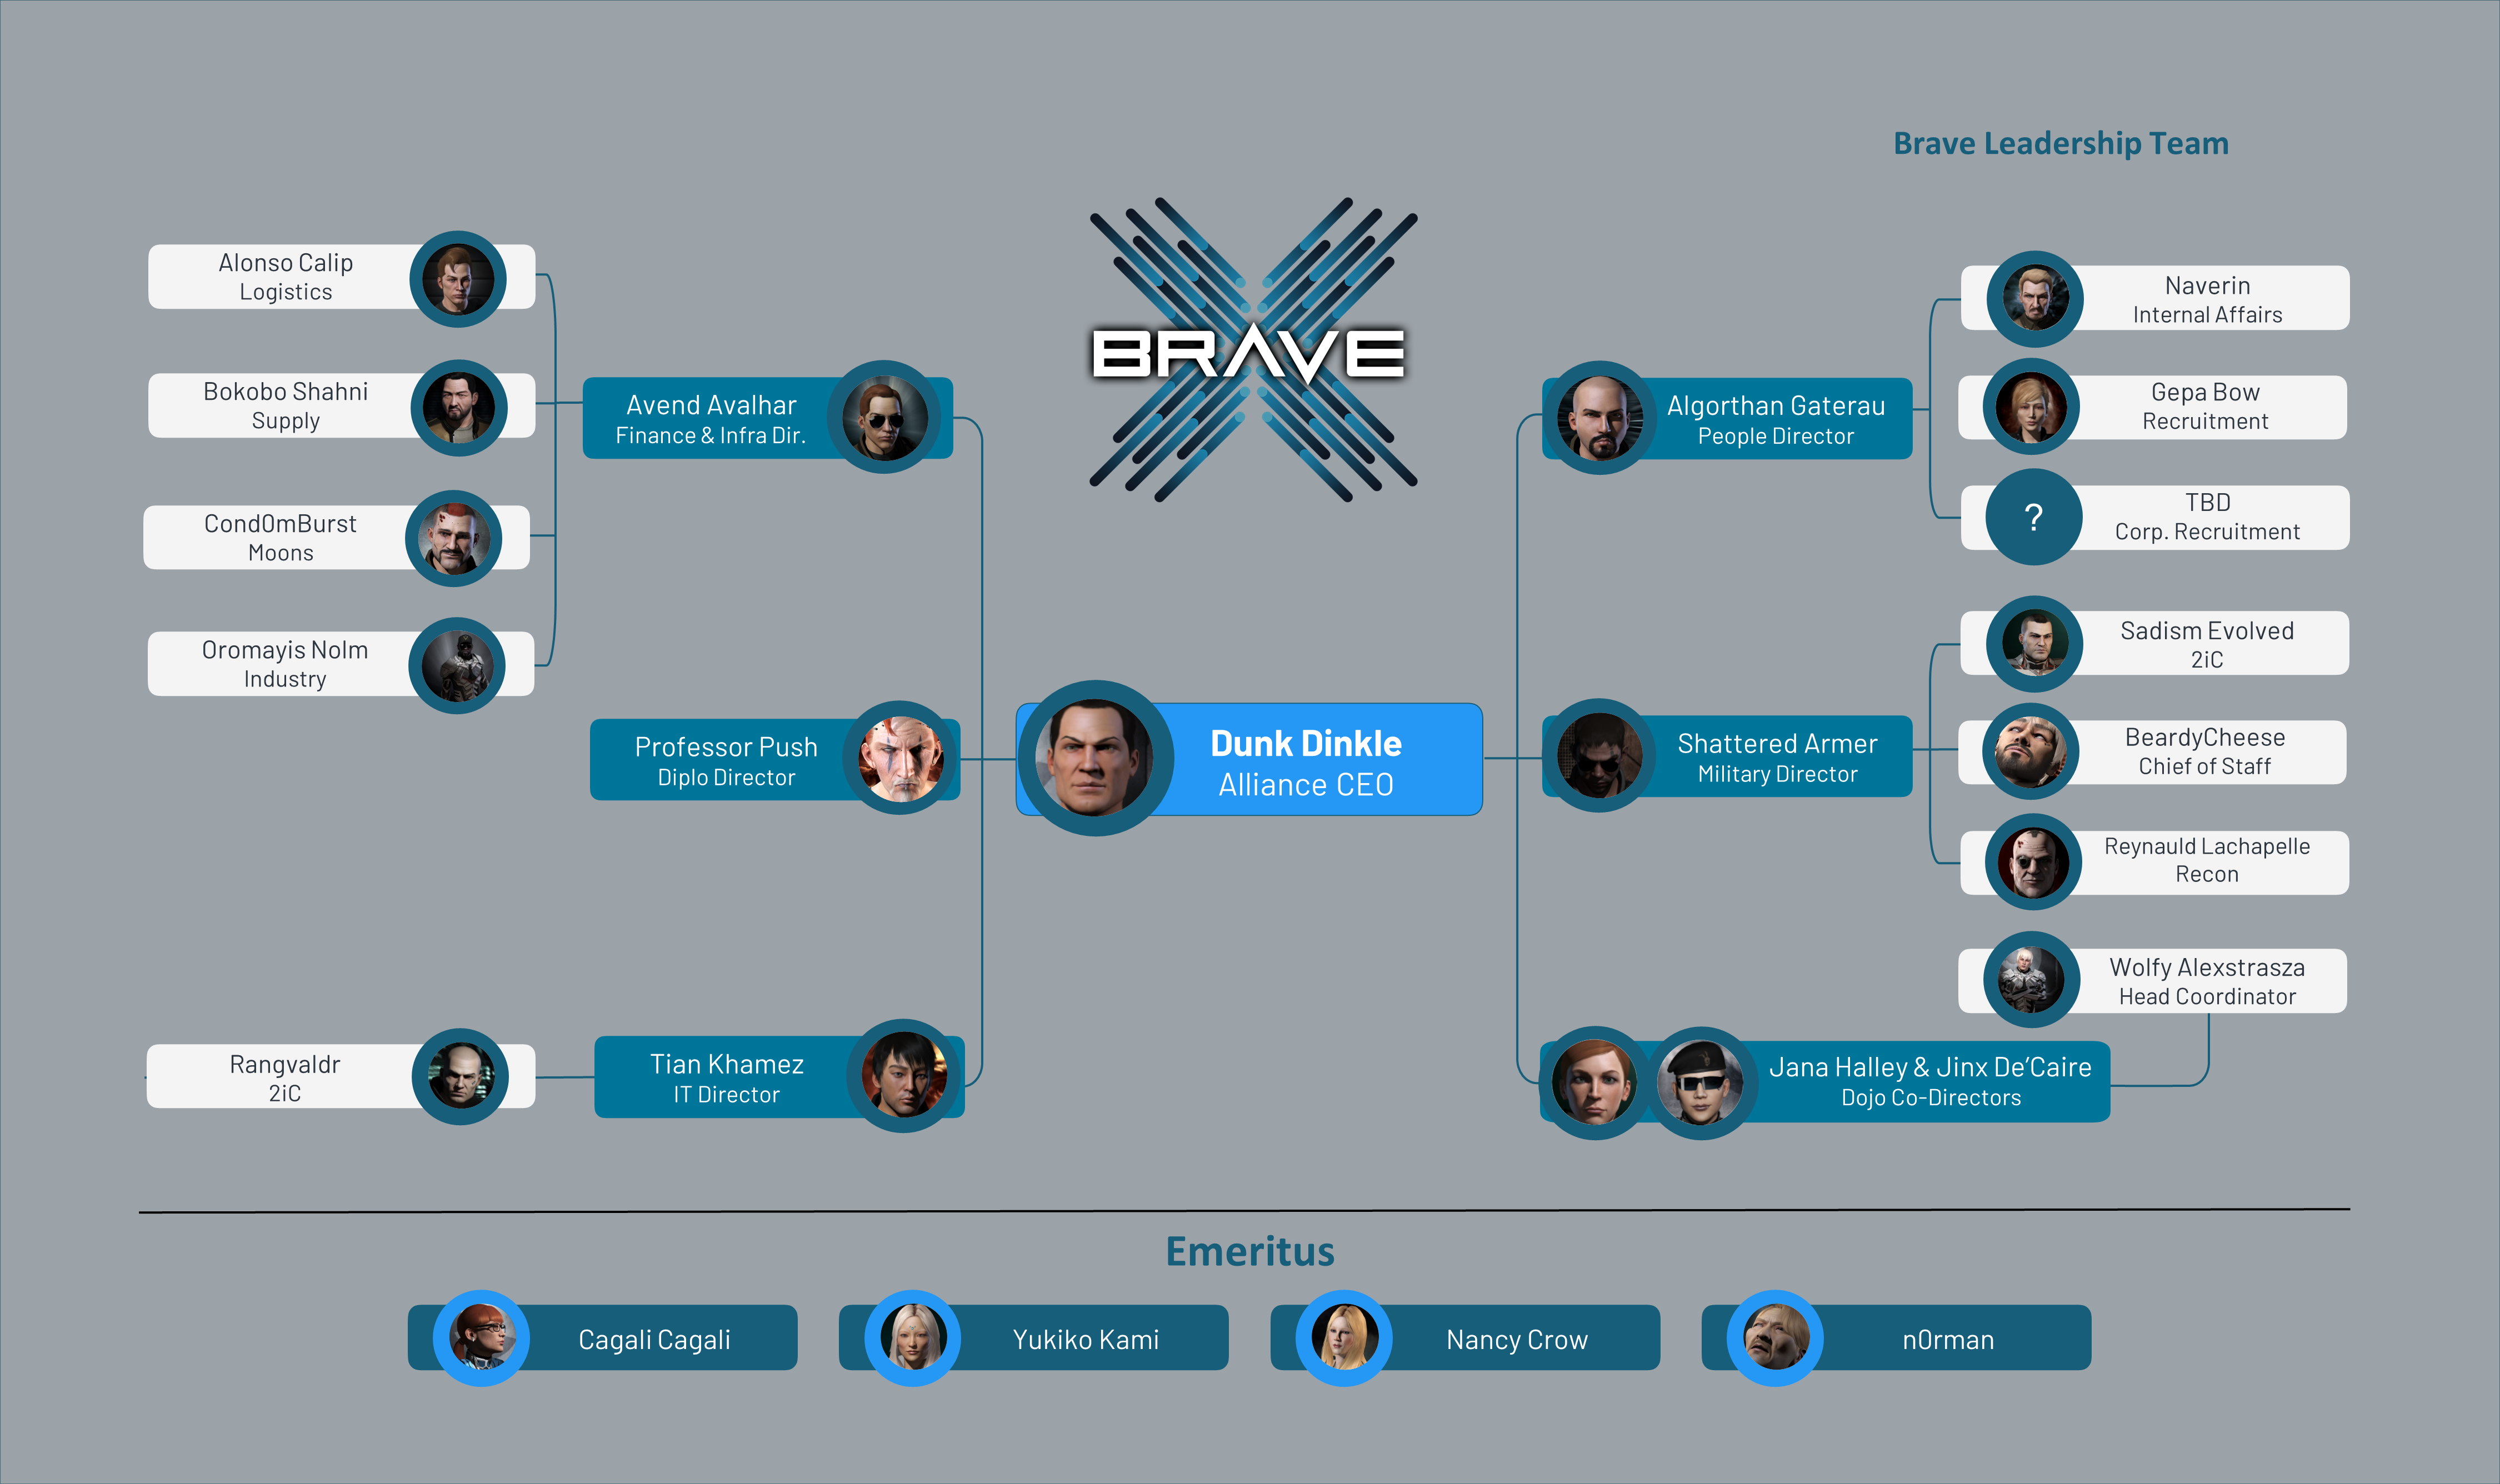 Brave Leadership Team
BRAVE
Alonso Calip
Logistics
Bokobo Shahni
Supply
Cond0mBurst
Moons
Oromayis Nolm
Industry
Avend Avalhar
Finance & Infra Dir.
Professor Push
Diplo Director
Rangvaldr
2iC
Tian Khamez
IT Director
Dunk Dinkle
Alliance CEO
Algorthan Gaterau
People Director
Naverin
Internal Affairs
Gepa Bow
Recruitment
?
TBD
Corp. Recruitment
Shattered Armer
Military Director
Sadism Evolved
2iC
BeardyCheese
Chief of Staff
Reynauld Lachapelle
Recon
Wolfy Alexstrasza
Head Coordinator
Jana Halley & Jinx De’Caire
Dojo Co-Directors
Emeritus
Cagali Cagali
Yukiko Kami
Nancy Crow
n0rman